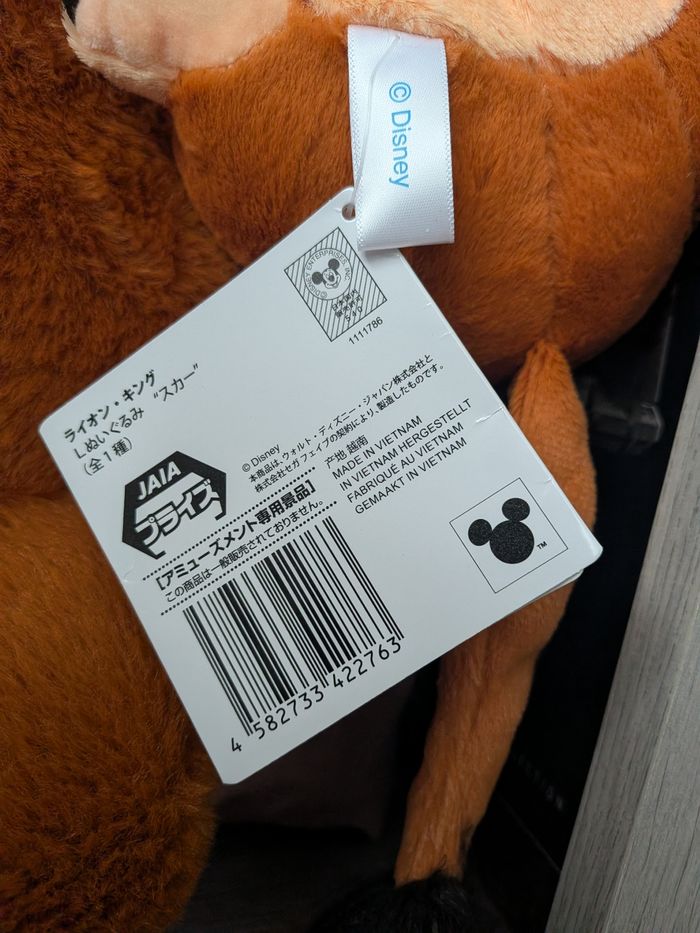 © Disney
© DISNEY ENTERPRISES, INC.
1111786
ライオン・キング
Lぬいぐるみ “スカー”
(全1種)
JAIA
プライズ
© Disney
本商品は、ウォルト・ディズニー・ジャパン株式会社と
株式会社セガ フェイブの契約により、製造したものです。
产地 越南
MADE IN VIETNAM
IN VIETNAM HERGESTELLT
FABRIQUÉ AU VIETNAM
GEMAAKT IN VIETNAM
[アミューズメント専用景品]
この商品は一般販売されておりません。
4 582733 422763
TM